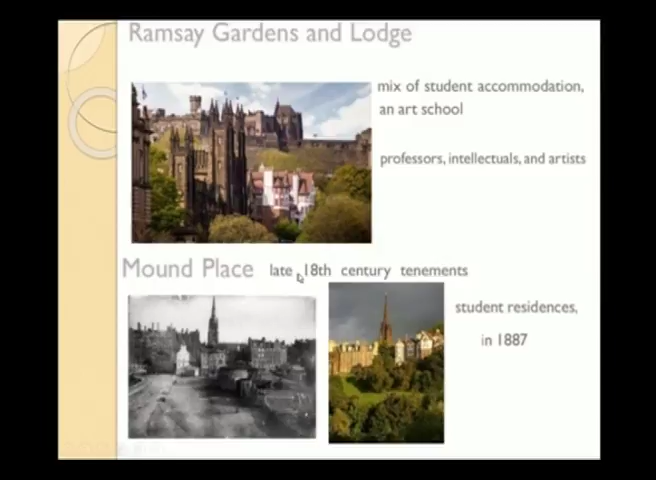 Ramsay Gardens and Lodge
mix of student accommodation,
an art school
professors, intellectuals, and artists
Mound Place late 18th century tenements
student residences,
in 1887